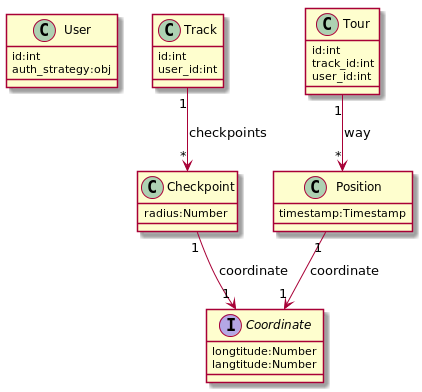 C User
id:int
auth_strategy:obj
C Track
id:int
user_id:int
C Tour
id:int
track_id:int
user_id:int
1
checkpoints
*
1
way
*
C Checkpoint
radius:Number
C Position
timestamp:Timestamp
1
coordinate
1
1
coordinate
1
I Coordinate
longtitude:Number
langtitude:Number